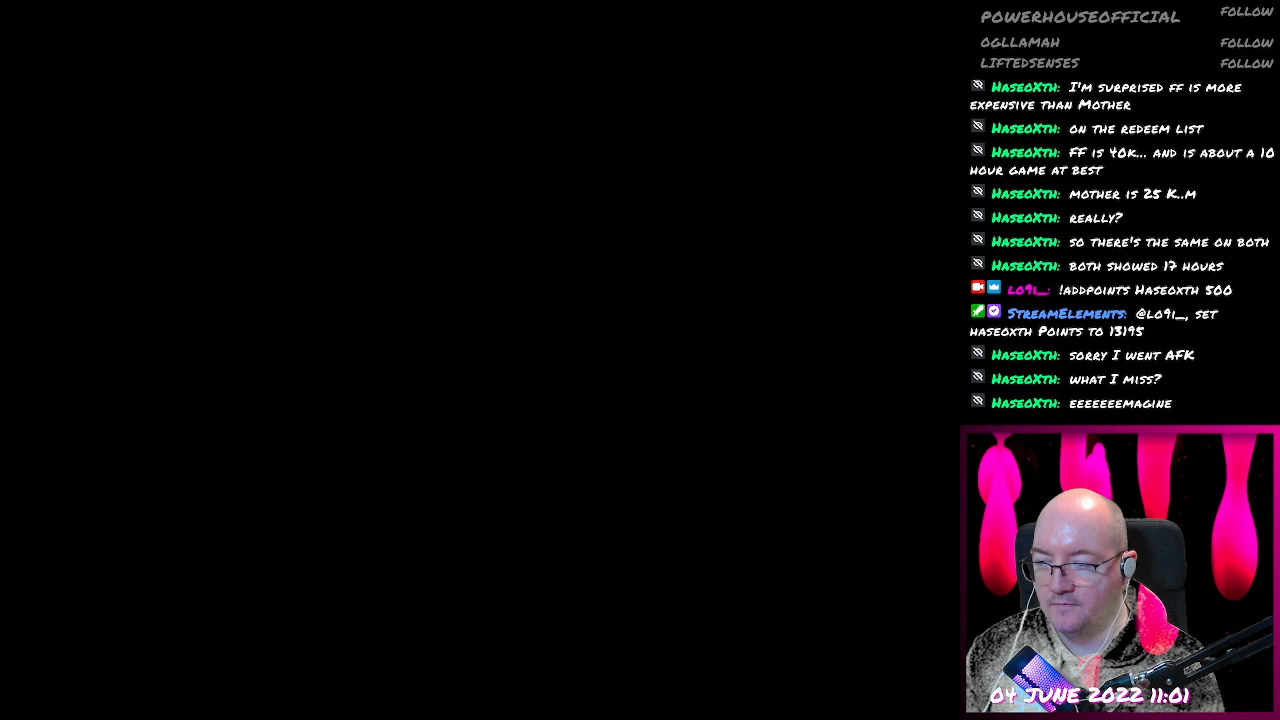 POWERHOUSEOFFICIAL FOLLOW
OGLLAMAH FOLLOW
LIFTEDSENSES FOLLOW
HaseoXth: I'm surprised FF is more
expensive than Mother
HaseoXth: on the redeem list
HaseoXth: FF is 40k... and is about a 10
hour game at best
HaseoXth: mother is 25 K..m
HaseoXth: really?
HaseoXth: so there's the same on both
HaseoXth: both showed 17 hours
lo9i_: !addpoints Haseoxth 500
StreamElements: @lo9i_, set
haseoxth Points to 13195
HaseoXth: sorry I went AFK
HaseoXth: what I miss?
HaseoXth: eeeeeeemagine
04 JUNE 2022 11:01